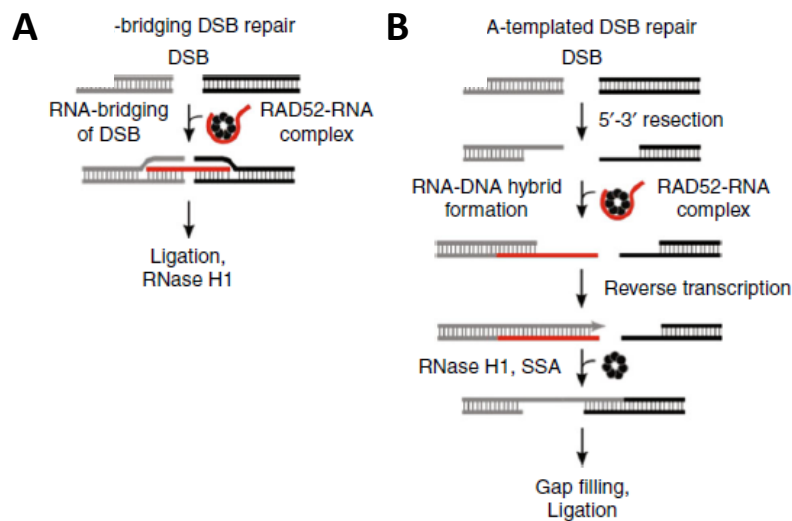 A
-bridging DSB repair
DSB
RNA-bridging
of DSB
RAD52-RNA
complex
Ligation,
RNase H1
B
A-templated DSB repair
DSB
5′-3′ resection
RNA-DNA hybrid
formation
RAD52-RNA
complex
Reverse transcription
RNase H1, SSA
Gap filling,
Ligation